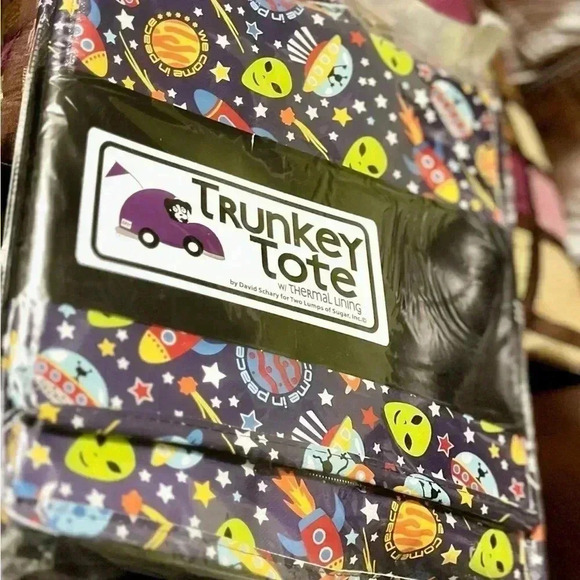 We come in peace
TRUNKEY
TOTE
W/ THERMAL LINING
by David Schary for Two Lumps of Sugar, Inc.©
We come in peace
We come in peace